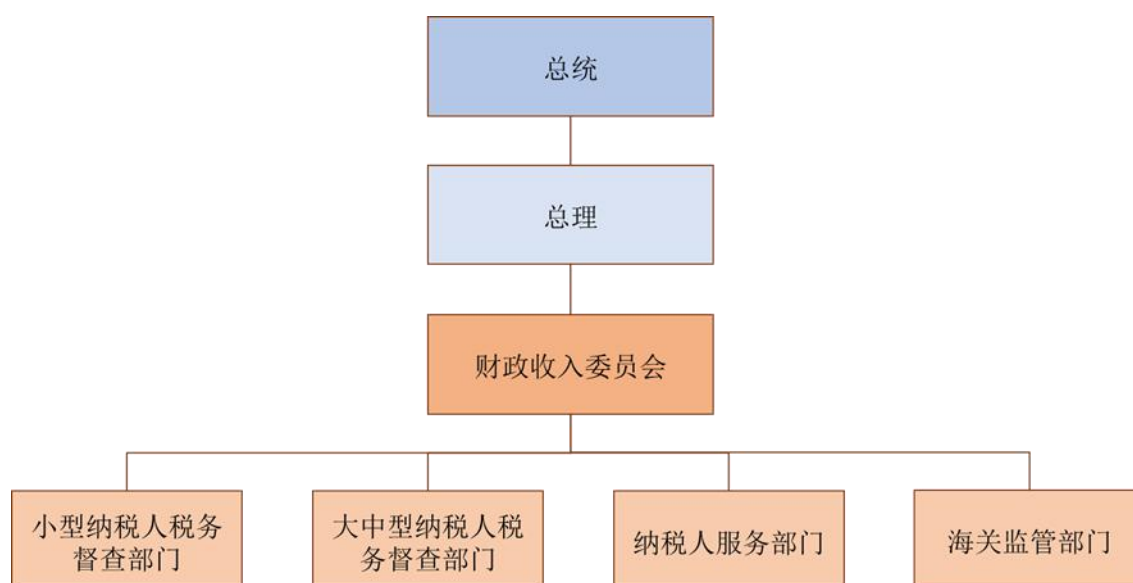 总统
总理
财政收入委员会
小型纳税人税务
督查部门
大中型纳税人税
务督查部门
纳税人服务部门
海关监管部门